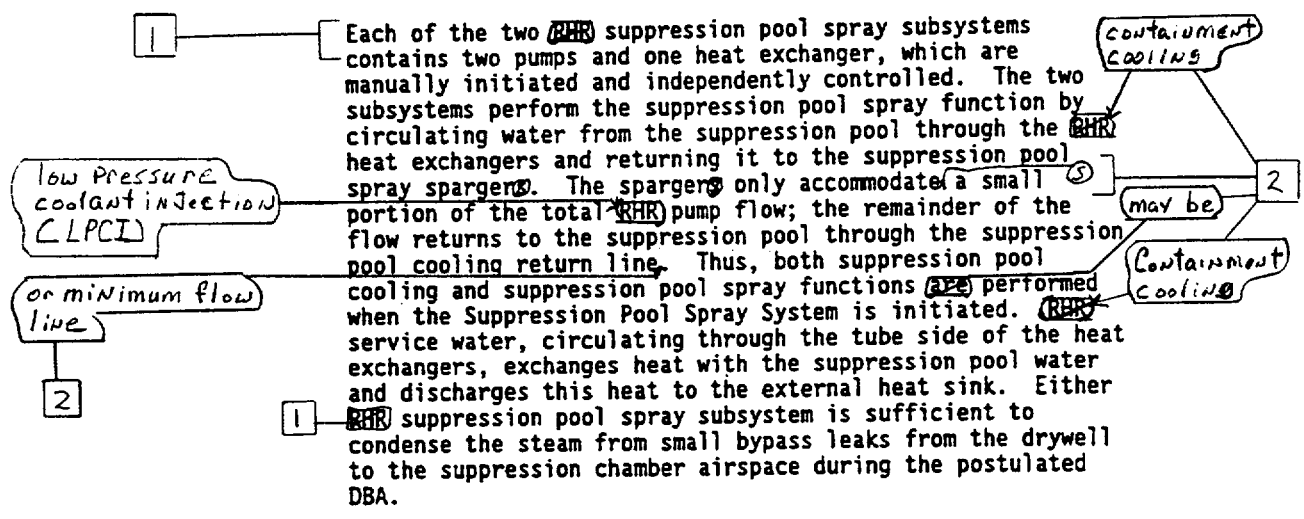 1
Each of the two RHR suppression pool spray subsystems
contains two pumps and one heat exchanger, which are
manually initiated and independently controlled. The two
subsystems perform the suppression pool spray function by
circulating water from the suppression pool through the RHR
heat exchangers and returning it to the suppression pool
spray spargers. The spargers only accommodate a small
portion of the total RHR pump flow; the remainder of the
flow returns to the suppression pool through the suppression
pool cooling return line. Thus, both suppression pool
cooling and suppression pool spray functions are performed
when the Suppression Pool Spray System is initiated. RHR
service water, circulating through the tube side of the heat
exchangers, exchanges heat with the suppression pool water
and discharges this heat to the external heat sink. Either
RHR suppression pool spray subsystem is sufficient to
condense the steam from small bypass leaks from the drywell
to the suppression chamber airspace during the postulated
DBA.
containment
cooling
2
s
may be
Containment
cooling
low pressure
coolant injection
(LPCI)
or minimum flow
line
2
1